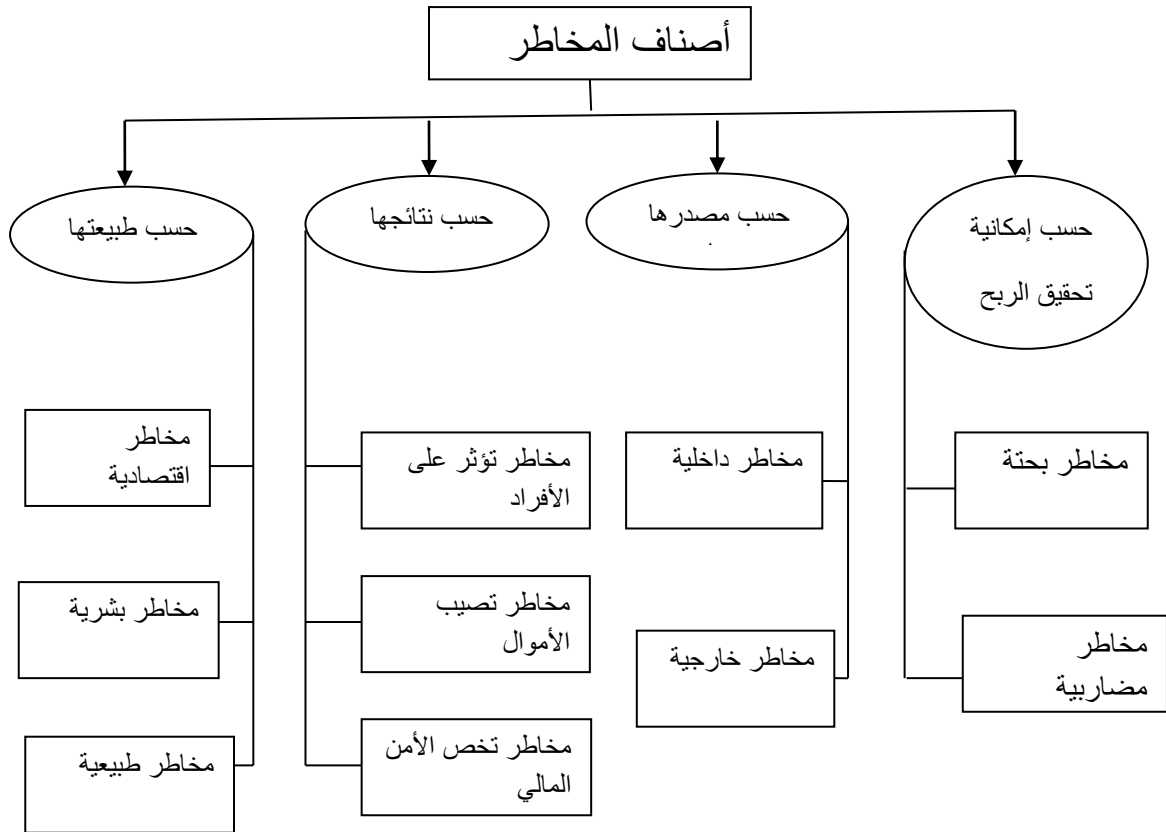 أصناف المخاطر
حسب إمكانية
تحقيق الربح
حسب مصدرها
حسب نتائجها
حسب طبيعتها
مخاطر بحتة
مخاطر
مضاربية
مخاطر داخلية
مخاطر خارجية
مخاطر تؤثر على
الأفراد
مخاطر تصيب
الأموال
مخاطر تخص الأمن
المالي
مخاطر
اقتصادية
مخاطر بشرية
مخاطر طبيعية